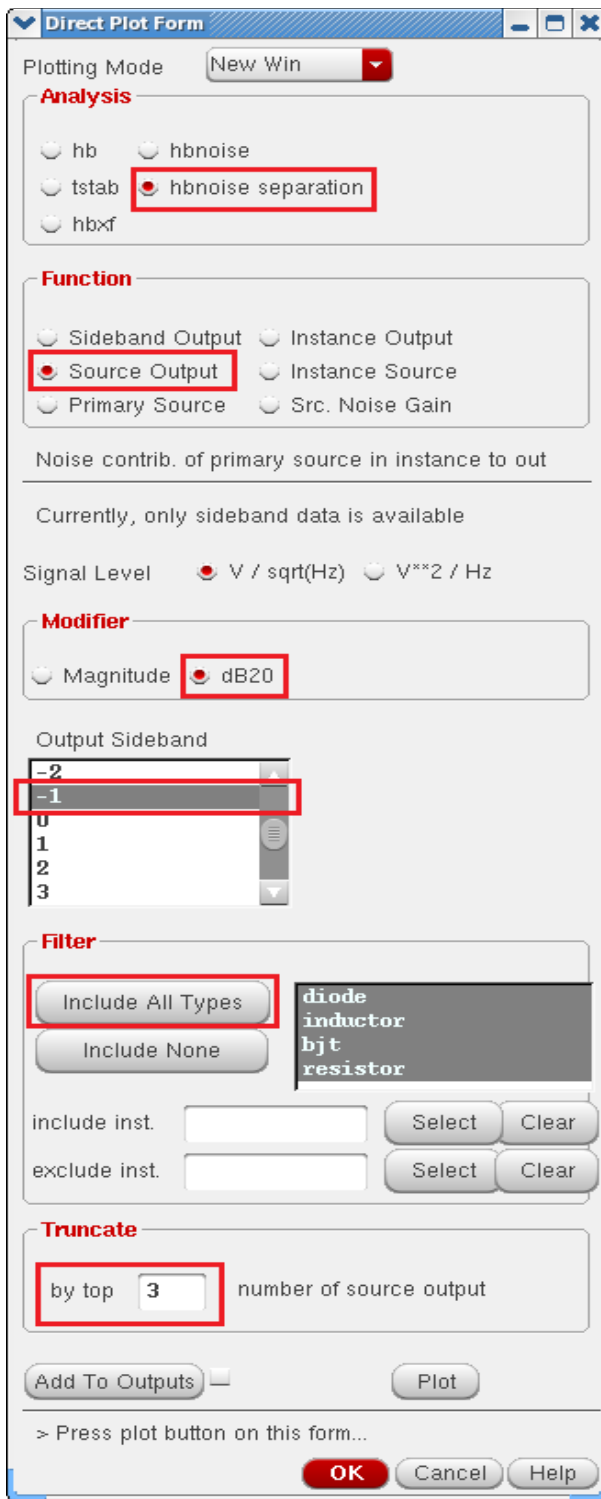 Direct Plot Form
Plotting Mode New Win
Analysis
hb hbnoise
tstab hbnoise separation
hbxf
Function
Sideband Output Instance Output
Source Output Instance Source
Primary Source Src. Noise Gain
Noise contrib. of primary source in instance to out
Currently, only sideband data is available
Signal Level V / sqrt(Hz) V**2 / Hz
Modifier
Magnitude dB20
Output Sideband
-2
-1
0
1
2
3
Filter
Include All Types
Include None
diode
inductor
bjt
resistor
include inst. Select Clear
exclude inst. Select Clear
Truncate
by top 3 number of source output
Add To Outputs Plot
> Press plot button on this form...
OK Cancel Help